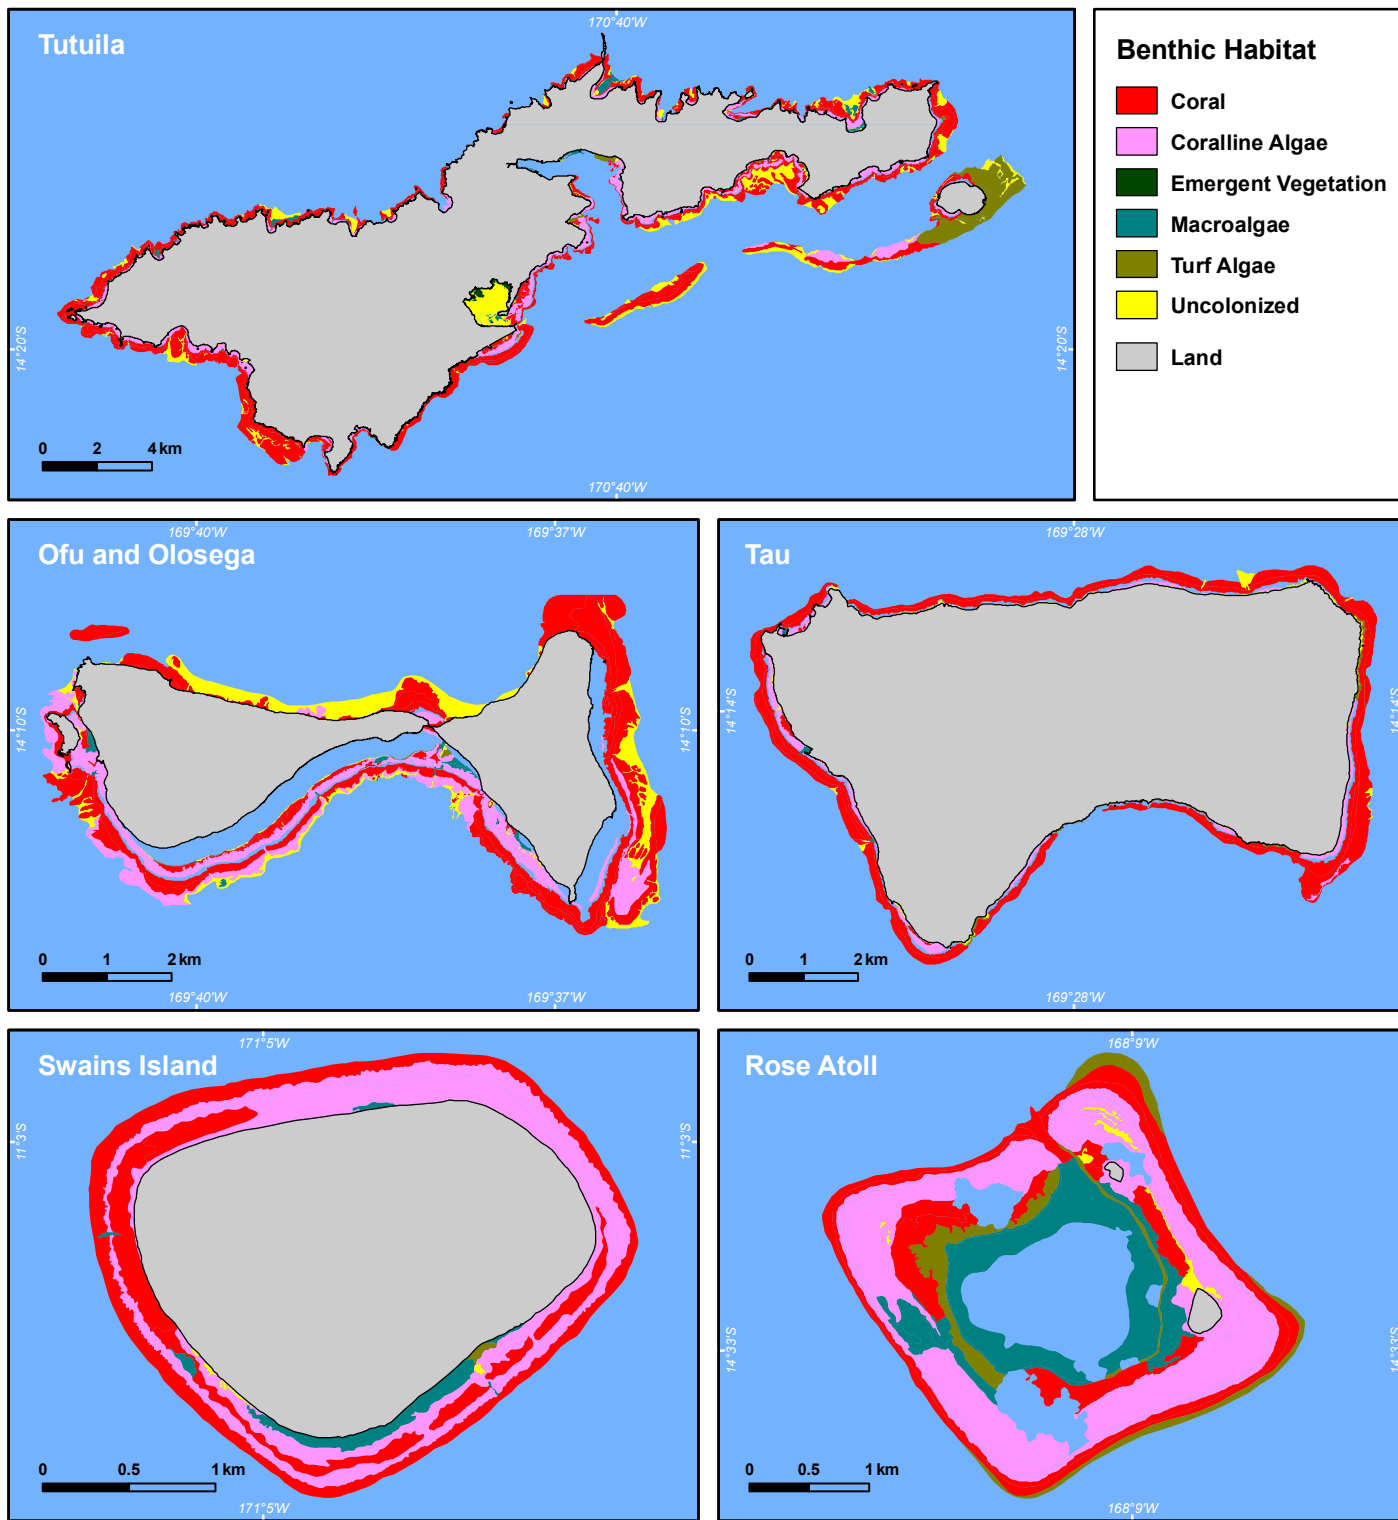 Tutuila
170°40'W
14°20'S
14°20'S
0 2 4 km
170°40'W
Benthic Habitat
Coral
Coralline Algae
Emergent Vegetation
Macroalgae
Turf Algae
Uncolonized
Land
Ofu and Olosega
169°40'W
169°37'W
14°10'S
14°10'S
0 1 2 km
169°40'W
169°37'W
Tau
169°28'W
14°14'S
14°14'S
0 1 2 km
169°28'W
Swains Island
171°5'W
11°3'S
11°3'S
0 0.5 1 km
171°5'W
Rose Atoll
168°9'W
14°33'S
14°33'S
0 0.5 1 km
168°9'W